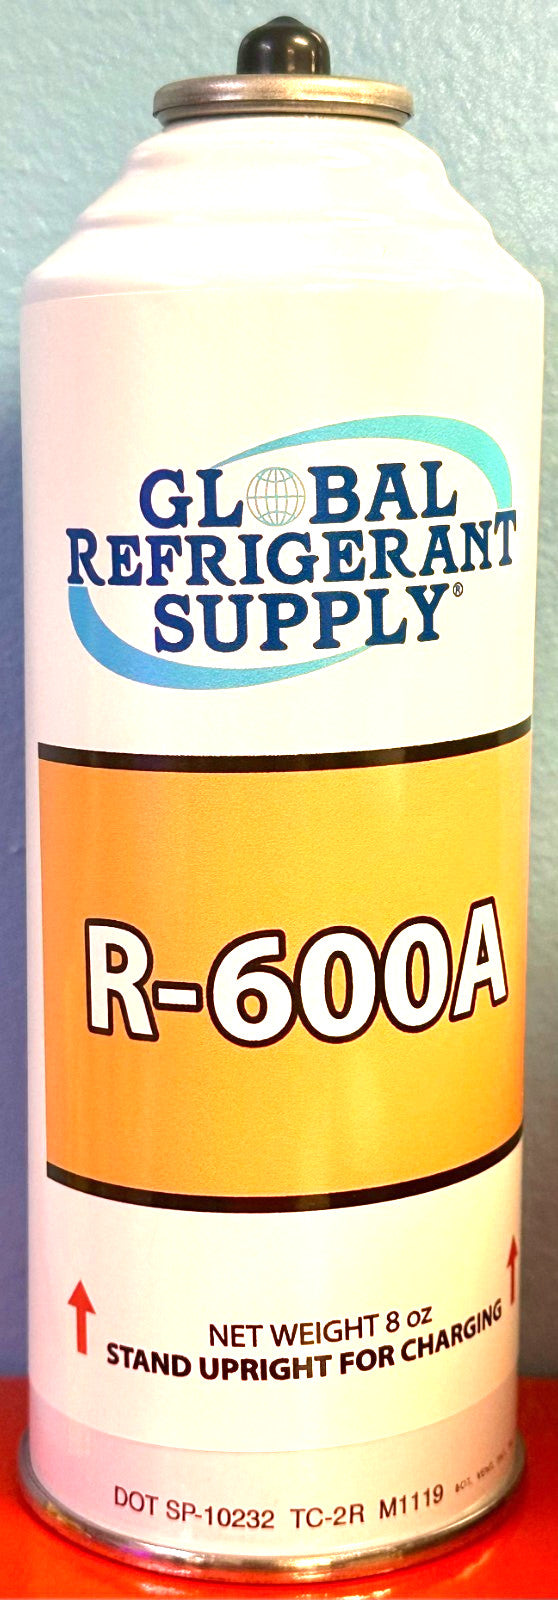 GLOBAL
REFRIGERANT
SUPPLY®
R-600A
NET WEIGHT 8 oz
STAND UPRIGHT FOR CHARGING
DOT SP-10232 TC-2R M1119